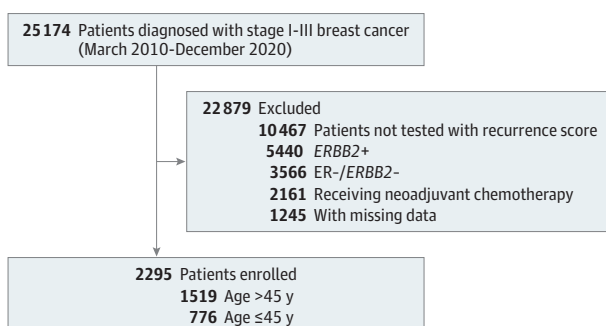 25174 Patients diagnosed with stage I-III breast cancer
(March 2010-December 2020)
22879 Excluded
10467 Patients not tested with recurrence score
5440 ERBB2+
3566 ER-/ERBB2-
2161 Receiving neoadjuvant chemotherapy
1245 With missing data
2295 Patients enrolled
1519 Age >45 y
776 Age ≤45 y